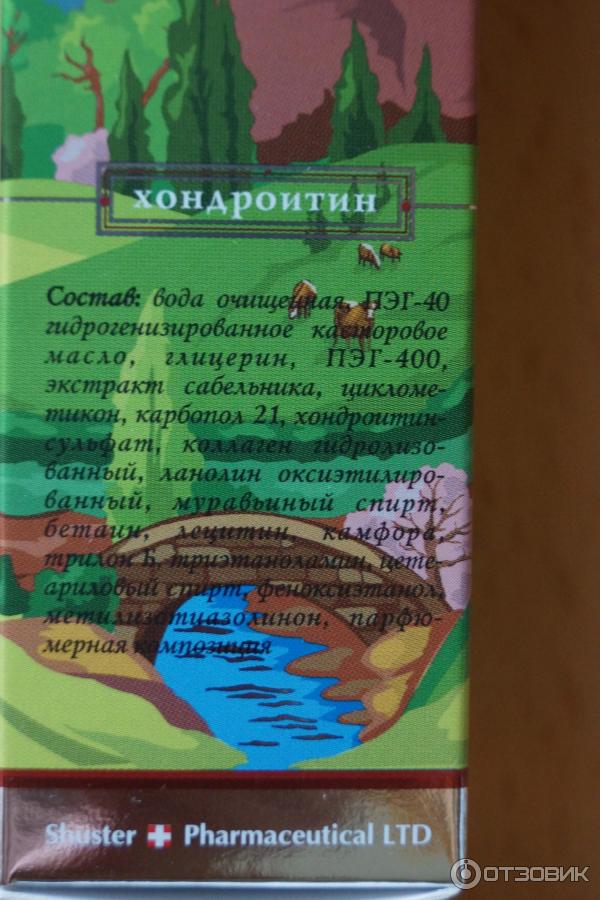 хондроитин
Состав: вода очищенная, ПЭГ-40
гидрогенизированное касторовое
масло, глицерин, ПЭГ-400,
экстракт сабельника, цикломе-
тикон, карбопол 21, хондроитин-
сульфат, коллаген гидролизо-
ванный, ланолин оксиэтилиро-
ванный, муравьиный спирт,
бетаин, лецитин, камфора,
трилон Б, триэтаноламин, цете-
ариловый спирт, феноксиэтанол,
метилизотиазолинон, парфю-
мерная композиция
Shuster Pharmaceutical LTD
ОТЗОВИК